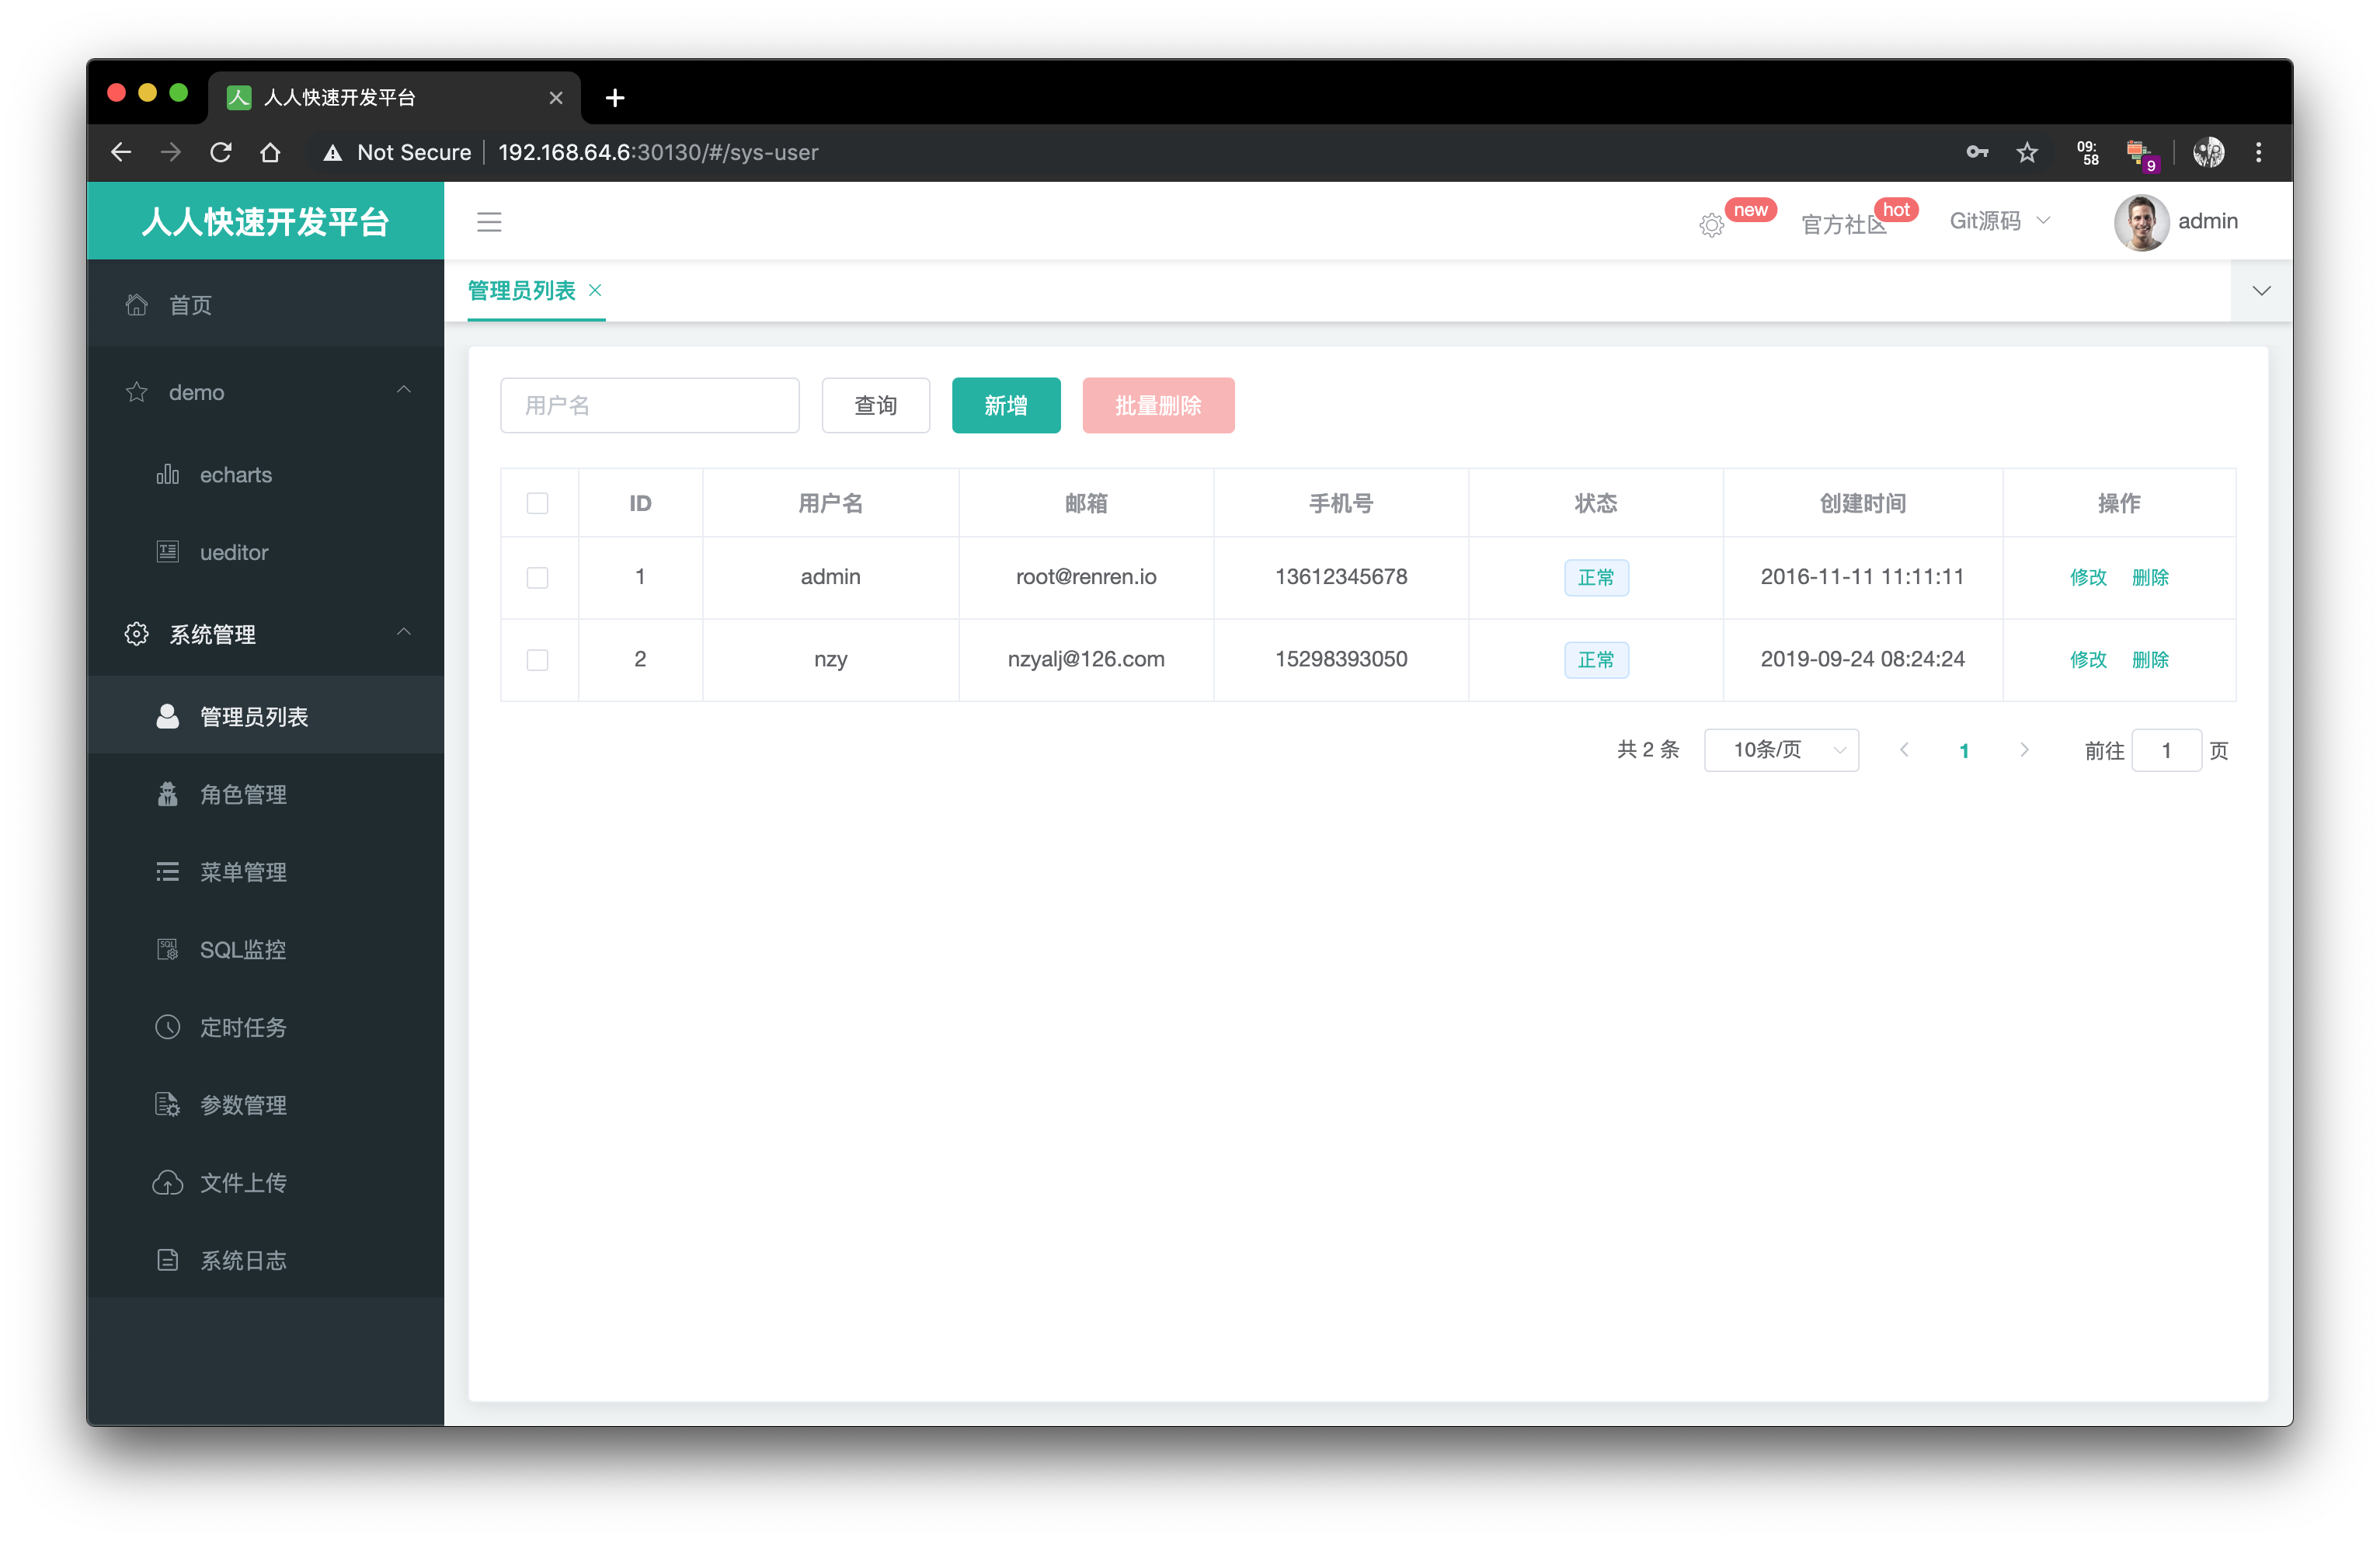 人人快速开发平台
Not Secure 192.168.64.6:30130/#/sys-user
09:
58
9
人人快速开发平台
new
官方社区
hot
Git源码
admin
首页
demo
echarts
ueditor
系统管理
管理员列表
角色管理
菜单管理
SQL监控
定时任务
参数管理
文件上传
系统日志
管理员列表
用户名 查询 新增 批量删除
ID 用户名 邮箱 手机号 状态 创建时间 操作
1 admin root@renren.io 13612345678 正常 2016-11-11 11:11:11 修改 删除
2 nzy nzyalj@126.com 15298393050 正常 2019-09-24 08:24:24 修改 删除
共 2 条 10条/页 1 前往 1 页